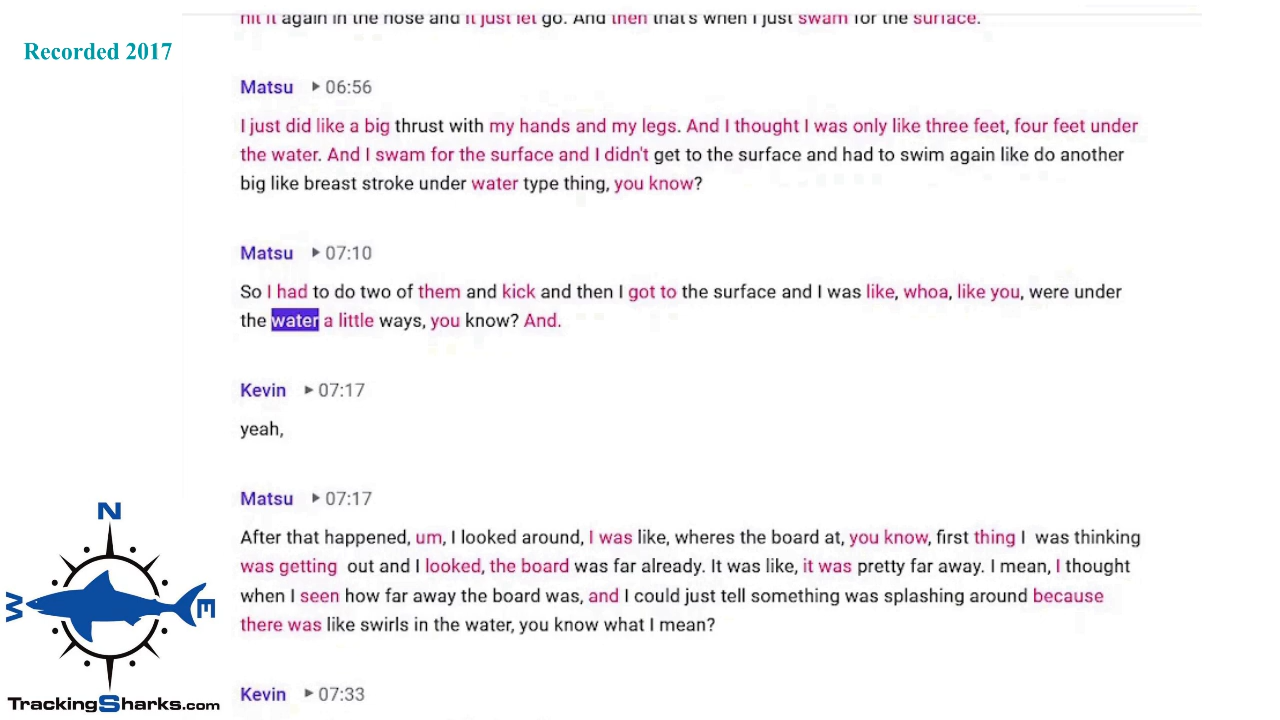 hit it again in the nose and it just let go. And then that's when I just swam for the surface.
Recorded 2017
Matsu 06:56
I just did like a big thrust with my hands and my legs. And I thought I was only like three feet, four feet under
the water. And I swam for the surface and I didn't get to the surface and had to swim again like do another
big like breast stroke under water type thing, you know?
Matsu 07:10
So I had to do two of them and kick and then I got to the surface and I was like, whoa, like you, were under
the water a little ways, you know? And.
Kevin 07:17
yeah,
Matsu 07:17
After that happened, um, I looked around, I was like, wheres the board at, you know, first thing I was thinking
was getting out and I looked, the board was far already. It was like, it was pretty far away. I mean, I thought
when I seen how far away the board was, and I could just tell something was splashing around because
there was like swirls in the water, you know what I mean?
Kevin 07:33
N
W
E
TrackingSharks.com